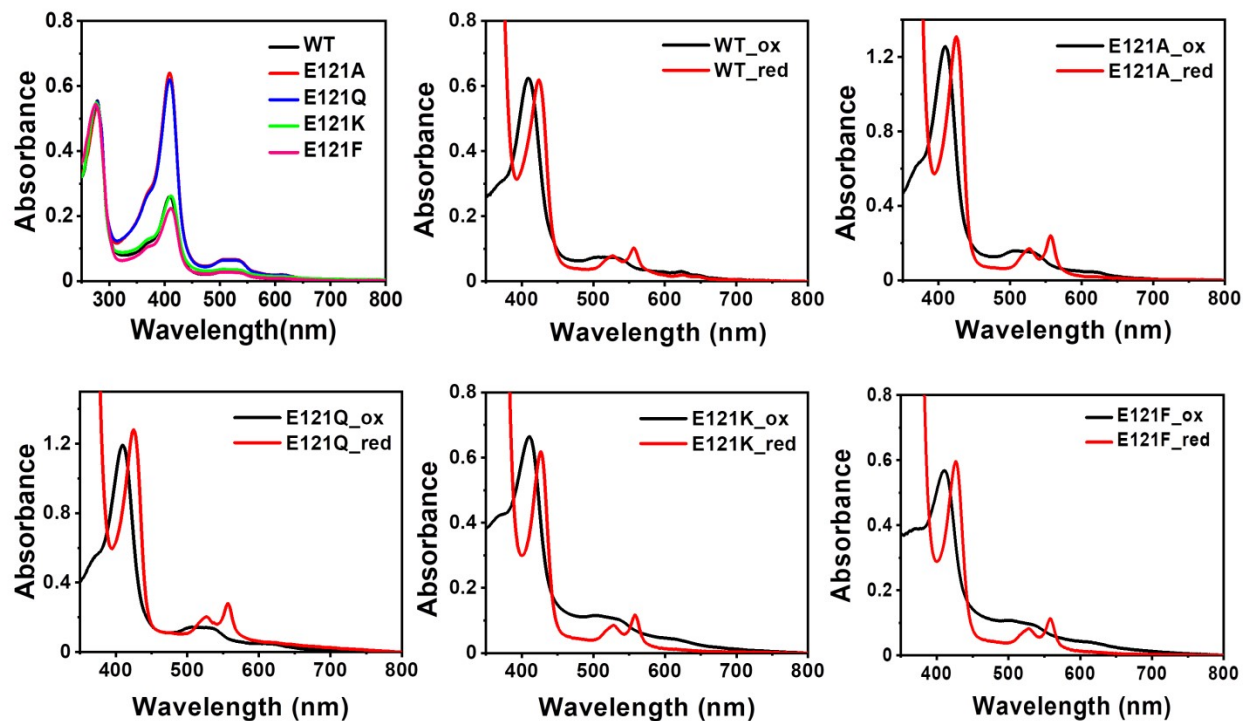 0.8
0.6
0.4
0.2
0
Absorbance
WT
E121A
E121Q
E121K
E121F
300 400 500 600 700 800
Wavelength(nm)
0.8
0.6
0.4
0.2
0
Absorbance
WT_ox
WT_red
400 500 600 700 800
Wavelength (nm)
1.2
0.8
0.4
0
Absorbance
E121A_ox
E121A_red
400 500 600 700 800
Wavelength (nm)
1.2
0.8
0.4
0
Absorbance
E121Q_ox
E121Q_red
400 500 600 700 800
Wavelength (nm)
0.8
0.6
0.4
0.2
0
Absorbance
E121K_ox
E121K_red
400 500 600 700 800
Wavelength (nm)
0.8
0.6
0.4
0.2
0
Absorbance
E121F_ox
E121F_red
400 500 600 700 800
Wavelength (nm)